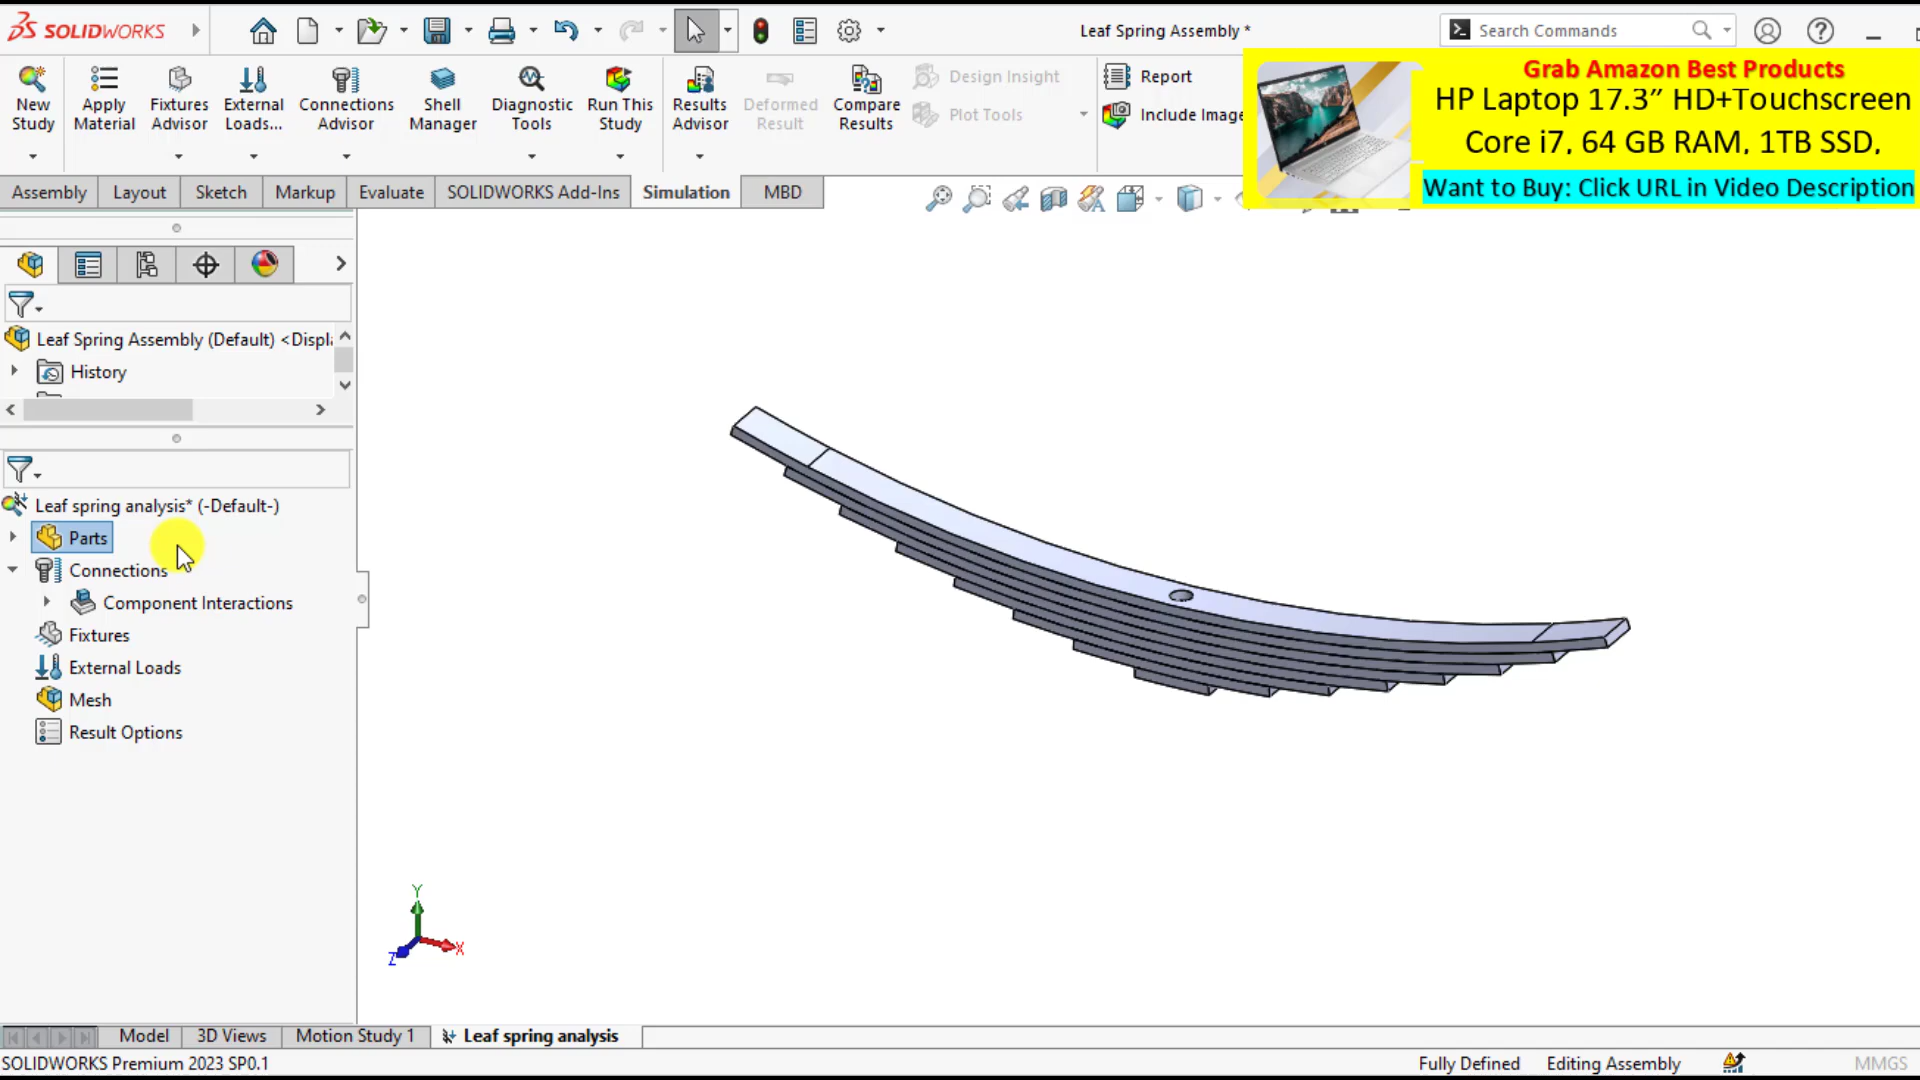 SOLIDWORKS
Leaf Spring Assembly *
Search Commands
New Study
Apply Material
Fixtures Advisor
External Loads...
Connections Advisor
Shell Manager
Diagnostic Tools
Run This Study
Results Advisor
Deformed Result
Compare Results
Design Insight
Plot Tools
Report
Include Image
Grab Amazon Best Products
HP Laptop 17.3” HD+Touchscreen
Core i7, 64 GB RAM, 1TB SSD,
Want to Buy: Click URL in Video Description
Assembly
Layout
Sketch
Markup
Evaluate
SOLIDWORKS Add-Ins
Simulation
MBD
Leaf Spring Assembly (Default) <Displ
History
Leaf spring analysis* (-Default-)
Parts
Connections
Component Interactions
Fixtures
External Loads
Mesh
Result Options
Y
X
Z
Model
3D Views
Motion Study 1
Leaf spring analysis
SOLIDWORKS Premium 2023 SP0.1
Fully Defined
Editing Assembly
MMGS